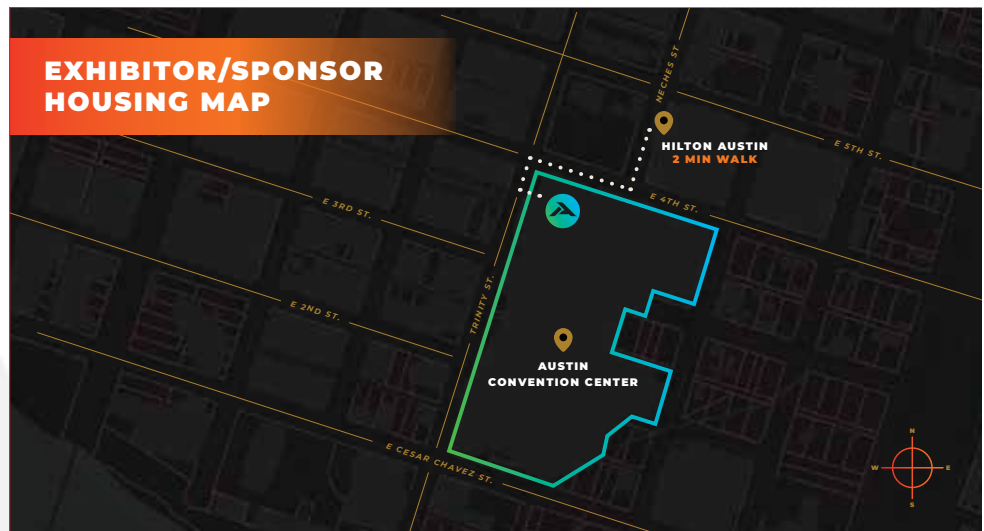 EXHIBITOR/SPONSOR
HOUSING MAP
NECHES ST
HILTON AUSTIN
2 MIN WALK
E 5TH ST.
E 4TH ST.
E 3RD ST.
E 2ND ST.
TRINITY ST.
AUSTIN
CONVENTION CENTER
E CESAR CHAVEZ ST.
N
W
E
S